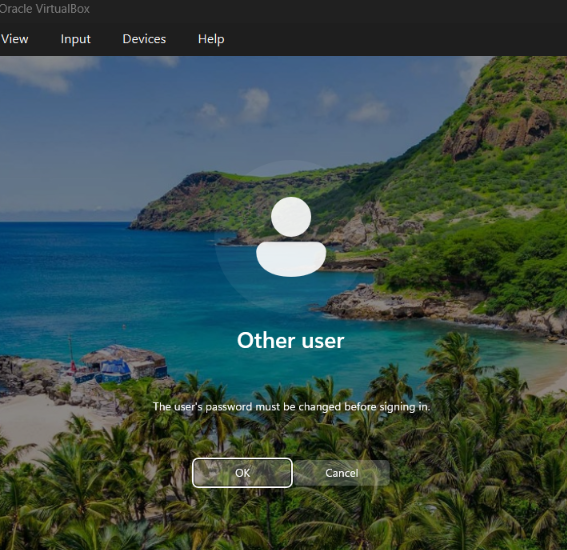 Oracle VirtualBox
View Input Devices Help
Other user
The user's password must be changed before signing in.
OK Cancel